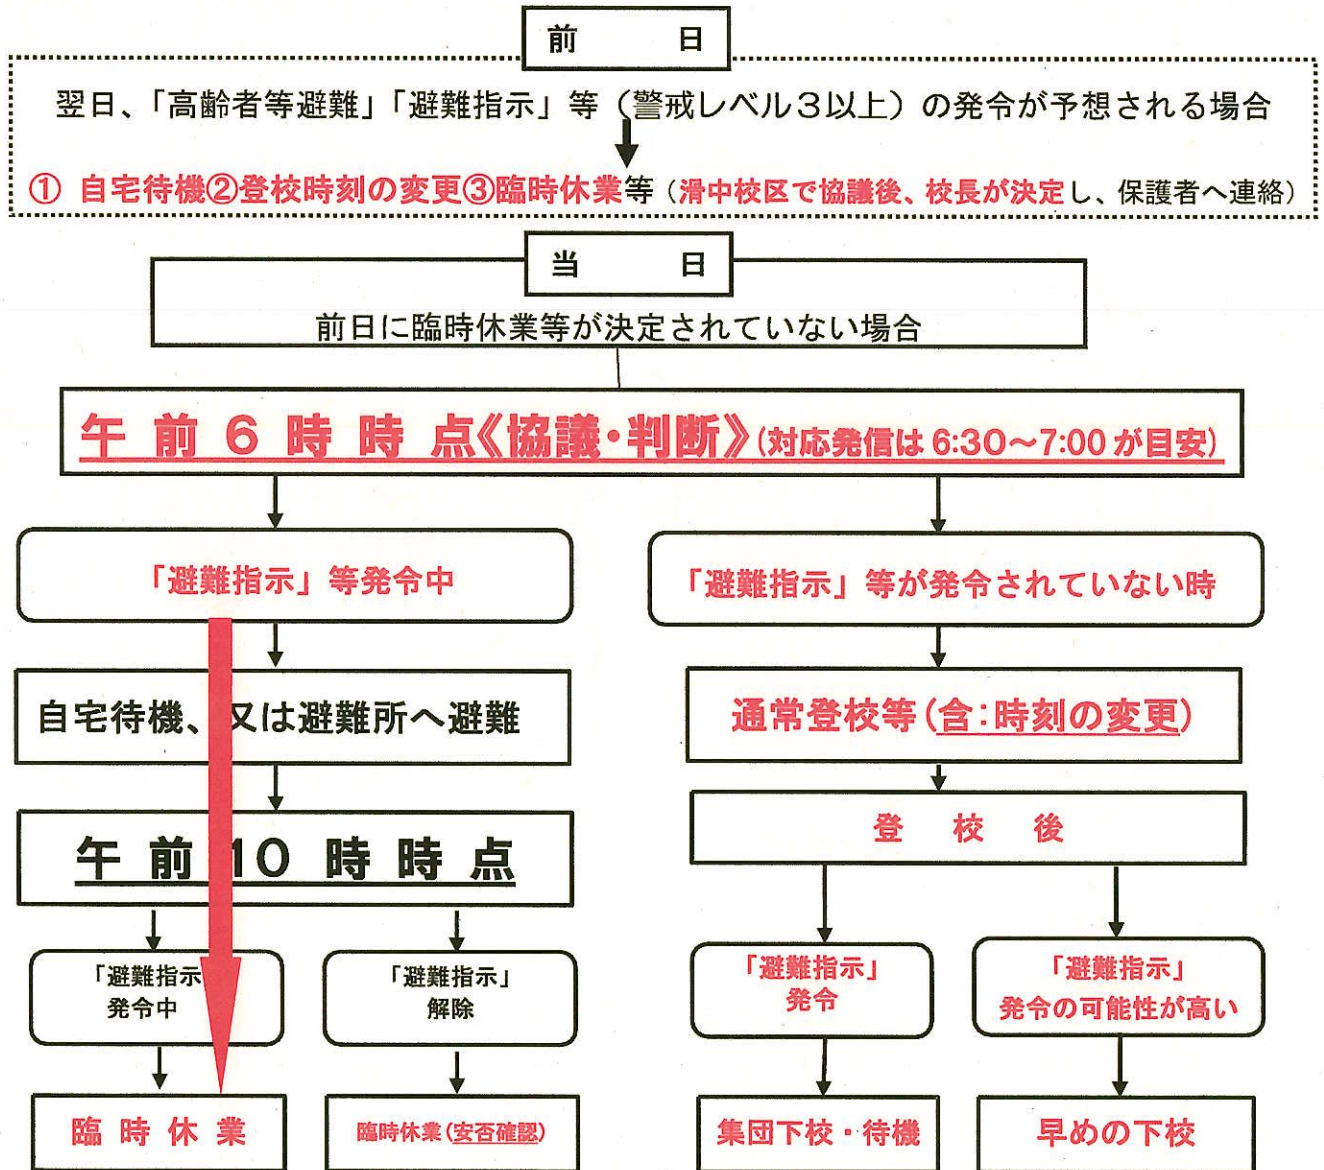 前　日
翌日、「高齢者等避難」「避難指示」等（警戒レベル３以上）の発令が予想される場合
① 自宅待機②登校時刻の変更③臨時休業等（滑中校区で協議後、校長が決定し、保護者へ連絡）
当　日
前日に臨時休業等が決定されていない場合
午前６時時点《協議・判断》（対応発信は 6:30～7:00 が目安）
「避難指示」等発令中
「避難指示」等が発令されていない時
自宅待機、又は避難所へ避難
通常登校等（含：時刻の変更）
登校後
午前10時時点
「避難指示
発令中
「避難指示」
解除
「避難指示」
発令
「避難指示」
発令の可能性が高い
臨時休業
臨時休業（安否確認）
集団下校・待機
早めの下校